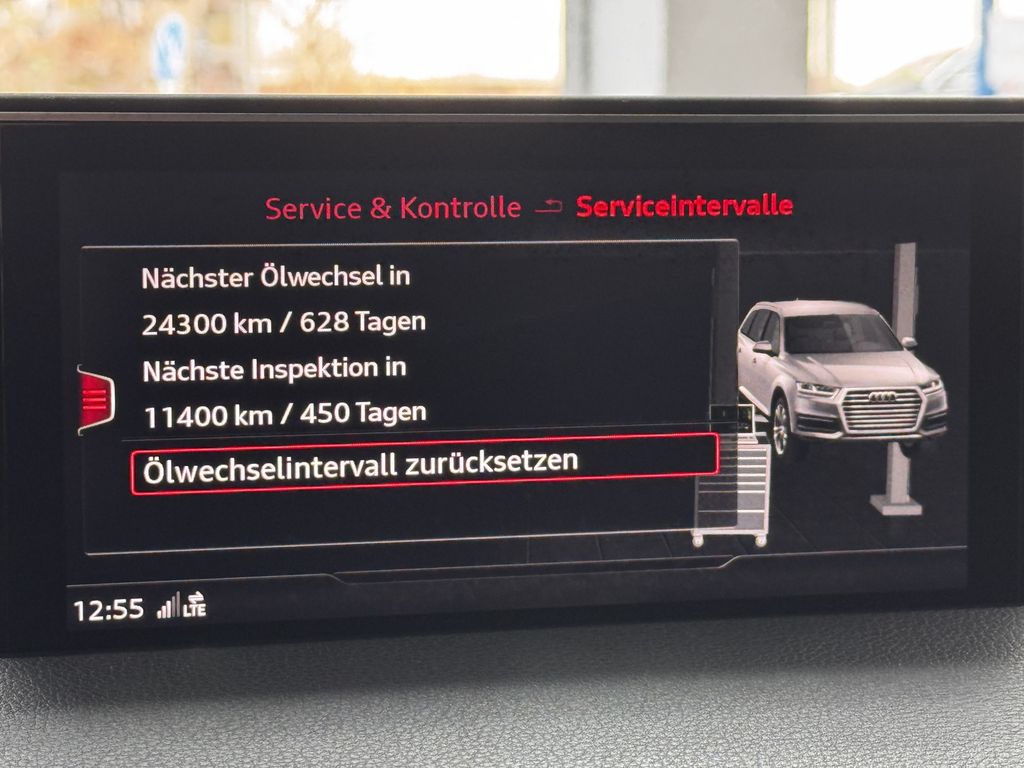 Service & Kontrolle Serviceintervalle
Nächster Ölwechsel in
24300 km / 628 Tagen
Nächste Inspektion in
11400 km / 450 Tagen
Ölwechselintervall zurücksetzen
12:55 LTE